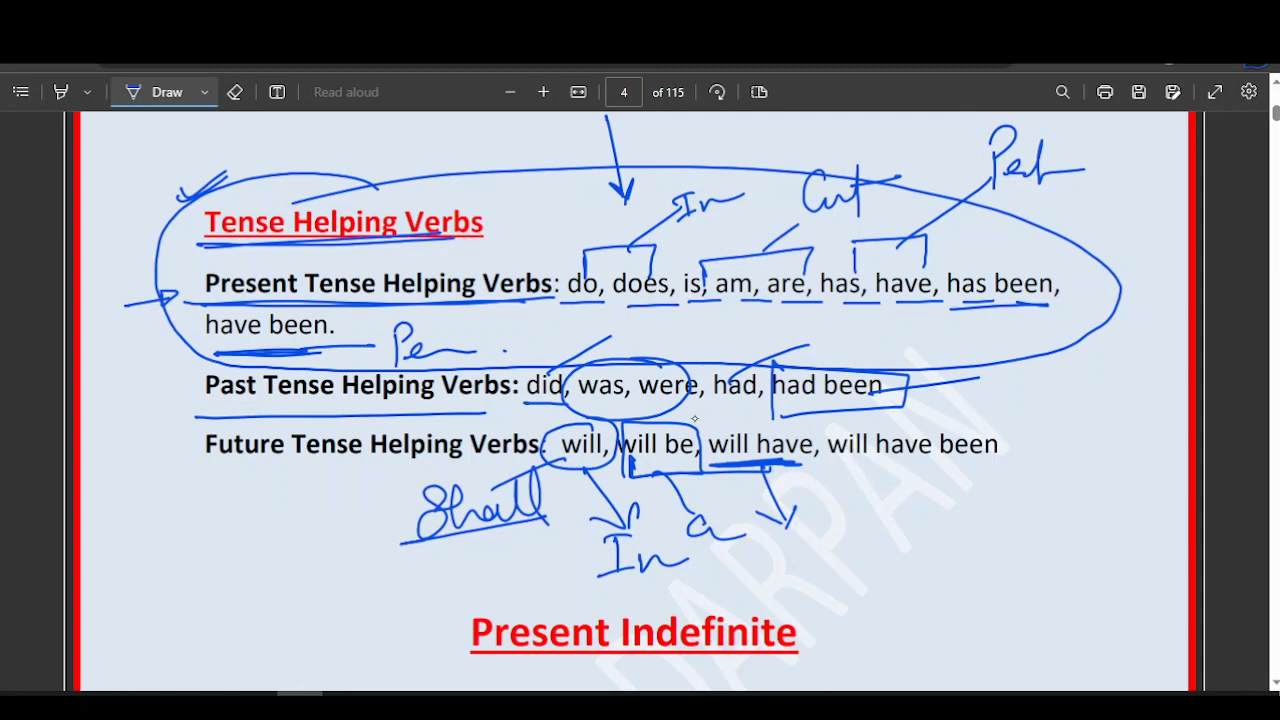 Draw
Read aloud
4 of 115
In
Tense Helping Verbs
Present Tense Helping Verbs: do, does, is, am, are, has, have, has been,
have been.
Past Tense Helping Verbs: did, was, were, had, had been
Future Tense Helping Verbs: will, will be, will have, will have been
Shall
In
Present Indefinite
DARPAN